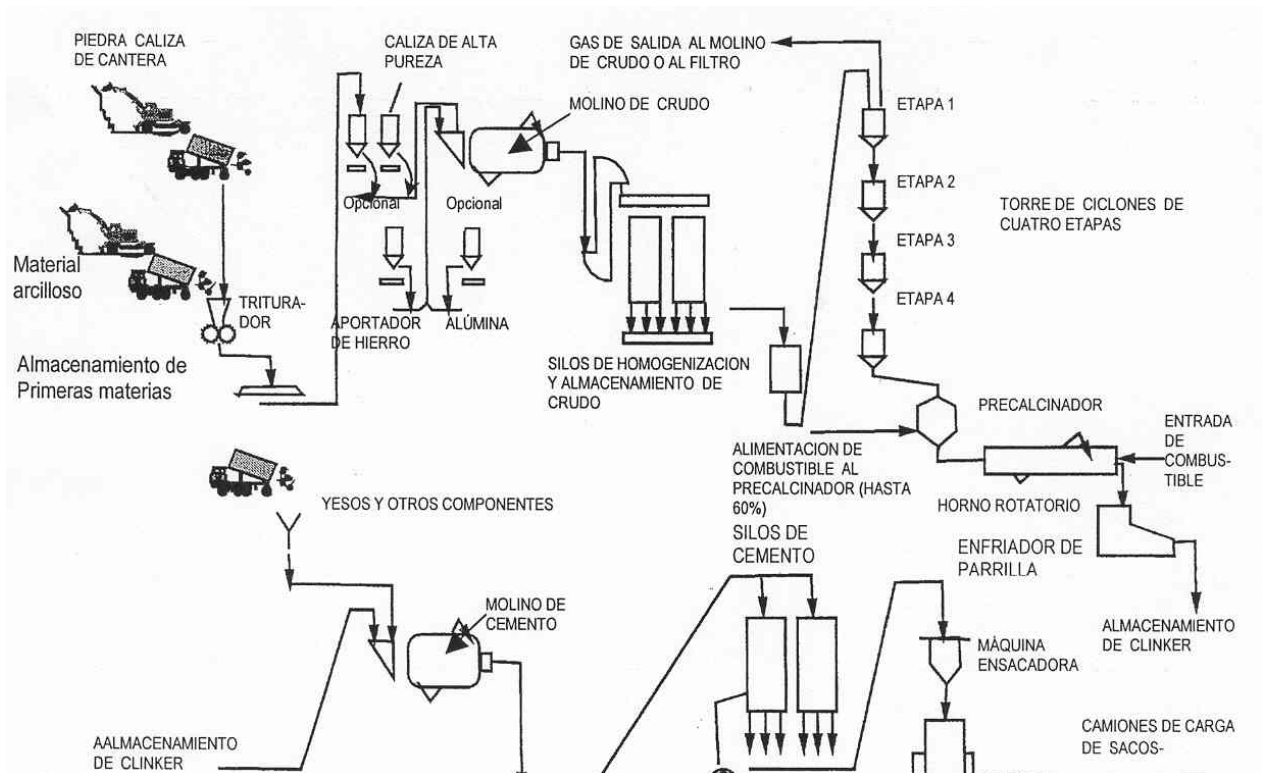 PIEDRA CALIZA
DE CANTERA
CALIZA DE ALTA
PUREZA
GAS DE SALIDA AL MOLINO
DE CRUDO O AL FILTRO
MOLINO DE CRUDO
ETAPA 1
ETAPA 2
ETAPA 3
ETAPA 4
TORRE DE CICLONES DE
CUATRO ETAPAS
Opcional
Opcional
Material
arcilloso
TRITURA-
DOR
APORTADOR
DE HIERRO
ALÚMINA
Almacenamiento de
Primeras materias
SILOS DE HOMOGENIZACION
Y ALMACENAMIENTO DE
CRUDO
PRECALCINADOR
ENTRADA
DE
COMBUS-
TIBLE
ALIMENTACION DE
COMBUSTIBLE AL
PRECALCINADOR (HASTA
60%)
HORNO ROTATORIO
ENFRIADOR DE
PARRILLA
ALMACENAMIENTO
DE CLINKER
YESOS Y OTROS COMPONENTES
SILOS DE
CEMENTO
MOLINO DE
CEMENTO
MÀQUINA
ENSACADORA
AALMACENAMIENTO
DE CLINKER
CAMIONES DE CARGA
DE SACOS-